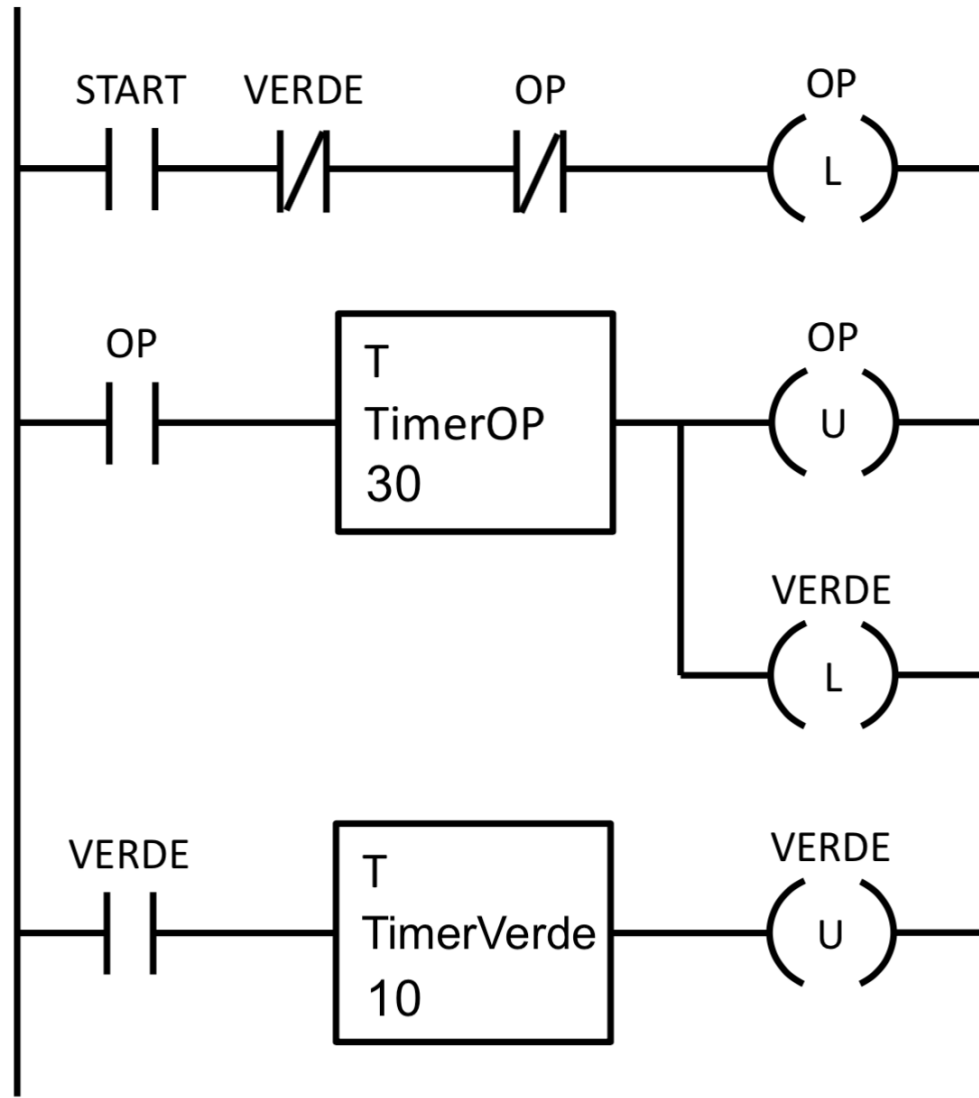 START VERDE OP OP
L
OP OP
T
TimerOP
30
U
VERDE
L
VERDE VERDE
T
TimerVerde
10
U